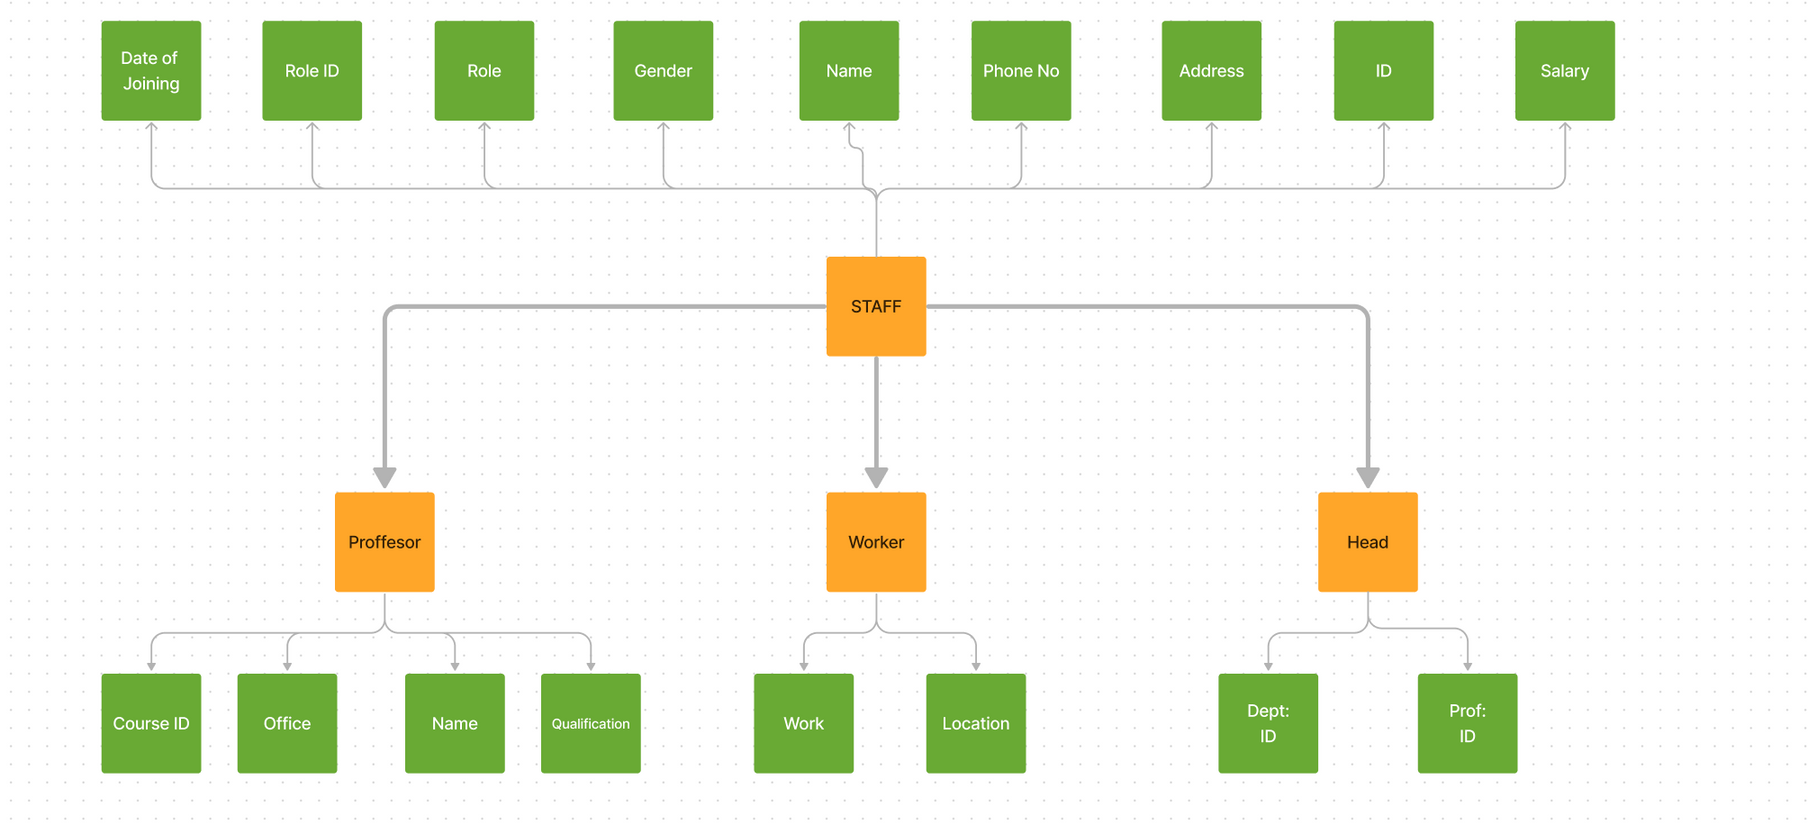 Date of
Joining
Role ID
Role
Gender
Name
Phone No
Address
ID
Salary
STAFF
Proffesor
Worker
Head
Course ID
Office
Name
Qualification
Work
Location
Dept:
ID
Prof:
ID